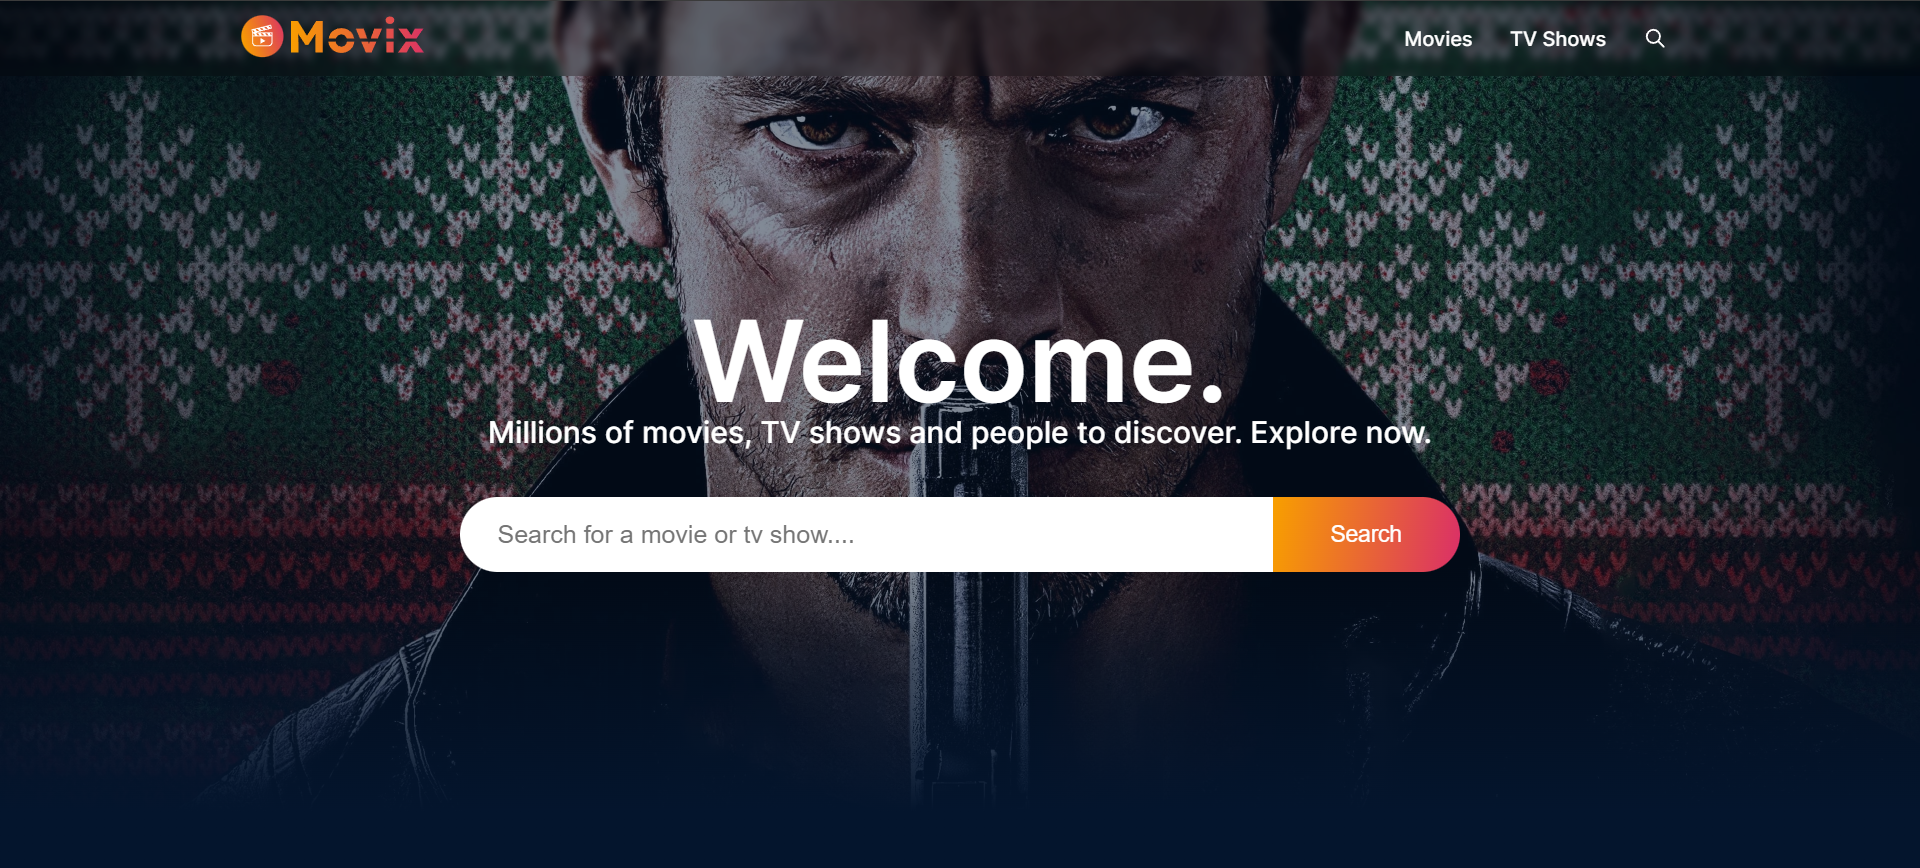 Movix
Movies
TV Shows
Welcome.
Millions of movies, TV shows and people to discover. Explore now.
Search for a movie or tv show....
Search